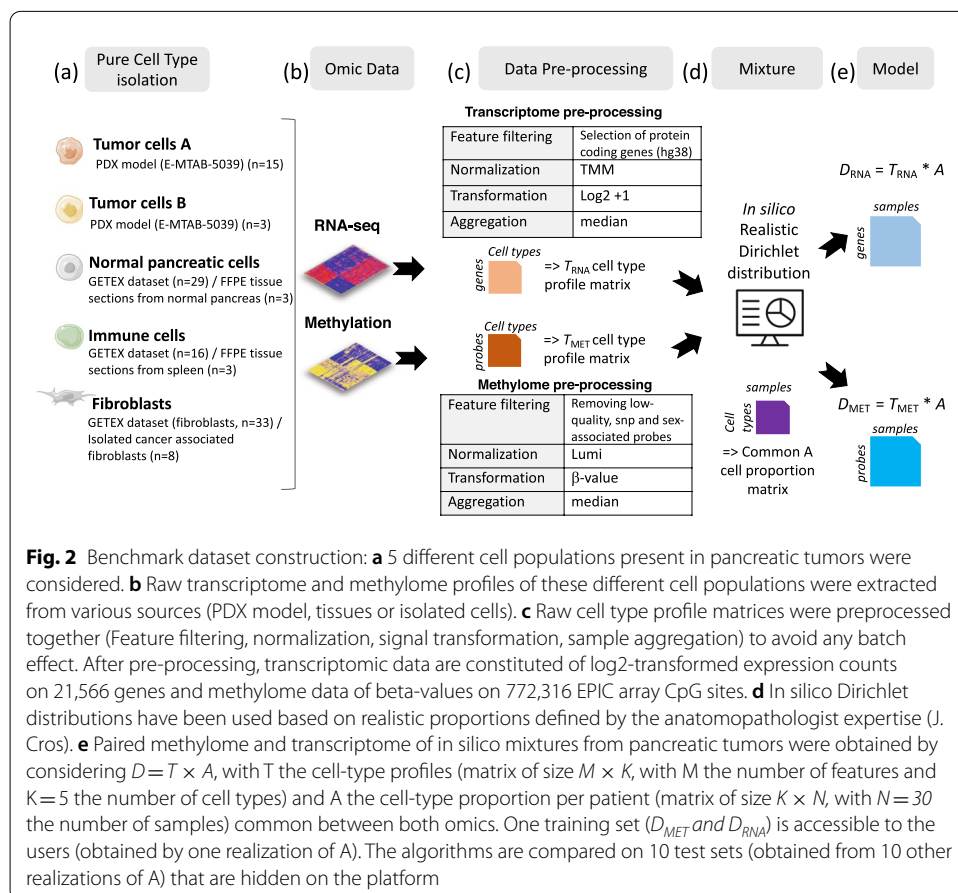 (a) Pure Cell Type isolation
(b) Omic Data
(c) Data Pre-processing
(d) Mixture
(e) Model
Tumor cells A
PDX model (E-MTAB-5039) (n=15)
Tumor cells B
PDX model (E-MTAB-5039) (n=3)
Normal pancreatic cells
GETEX dataset (n=29) / FFPE tissue
sections from normal pancreas (n=3)
Immune cells
GETEX dataset (n=16) / FFPE tissue
sections from spleen (n=3)
Fibroblasts
GETEX dataset (fibroblasts, n=33) /
Isolated cancer associated
fibroblasts (n=8)
RNA-seq
Methylation
Transcriptome pre-processing
Feature filtering Selection of protein coding genes (hg38)
Normalization TMM
Transformation Log2 +1
Aggregation median
Cell types
genes
=> T_RNA cell type
profile matrix
Cell types
probes
=> T_MET cell type
profile matrix
Methylome pre-processing
Feature filtering Removing low-quality, snp and sex-associated probes
Normalization Lumi
Transformation β-value
Aggregation median
In silico
Realistic
Dirichlet
distribution
samples
Cell types
=> Common A
cell proportion
matrix
D_RNA = T_RNA * A
samples
genes
D_MET = T_MET * A
samples
probes
Fig. 2 Benchmark dataset construction: a 5 different cell populations present in pancreatic tumors were
considered. b Raw transcriptome and methylome profiles of these different cell populations were extracted
from various sources (PDX model, tissues or isolated cells). c Raw cell type profile matrices were preprocessed
together (Feature filtering, normalization, signal transformation, sample aggregation) to avoid any batch
effect. After pre-processing, transcriptomic data are constituted of log2-transformed expression counts
on 21,566 genes and methylome data of beta-values on 772,316 EPIC array CpG sites. d In silico Dirichlet
distributions have been used based on realistic proportions defined by the anatomopathologist expertise (J.
Cros). e Paired methylome and transcriptome of in silico mixtures from pancreatic tumors were obtained by
considering D = T × A, with T the cell-type profiles (matrix of size M × K, with M the number of features and
K = 5 the number of cell types) and A the cell-type proportion per patient (matrix of size K × N, with N = 30
the number of samples) common between both omics. One training set (D_MET and D_RNA) is accessible to the
users (obtained by one realization of A). The algorithms are compared on 10 test sets (obtained from 10 other
realizations of A) that are hidden on the platform